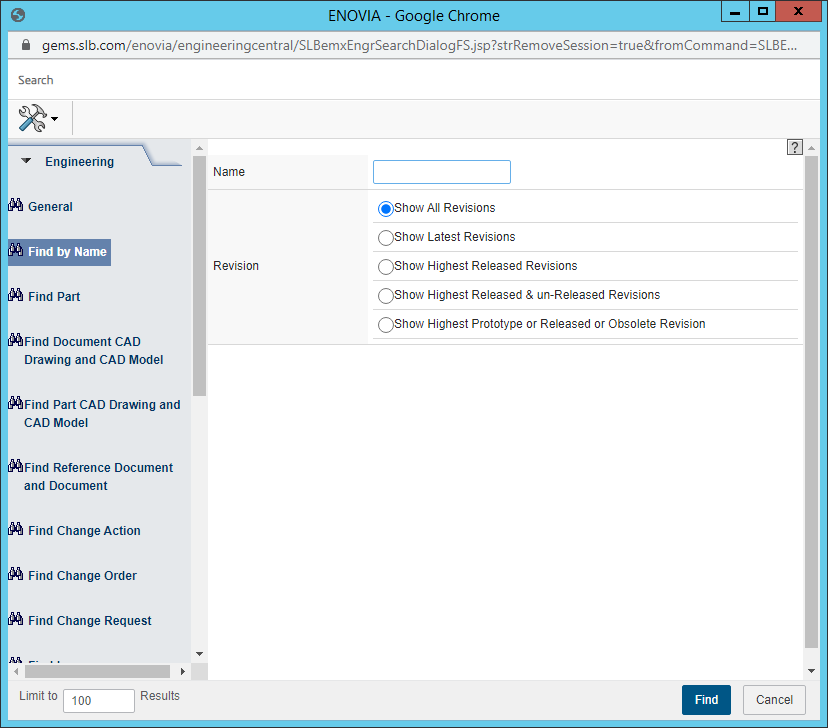 ENOVIA - Google Chrome
gems.slb.com/enovia/engineeringcentral/SLBemxEngrSearchDialogFS.jsp?strRemoveSession=true&fromCommand=SLBE...
Search
Engineering
General
Find by Name
Find Part
Find Document CAD
Drawing and CAD Model
Find Part CAD Drawing and
CAD Model
Find Reference Document
and Document
Find Change Action
Find Change Order
Find Change Request
?
Name
Revision
Show All Revisions
Show Latest Revisions
Show Highest Released Revisions
Show Highest Released & un-Released Revisions
Show Highest Prototype or Released or Obsolete Revision
Limit to 100 Results
Find
Cancel